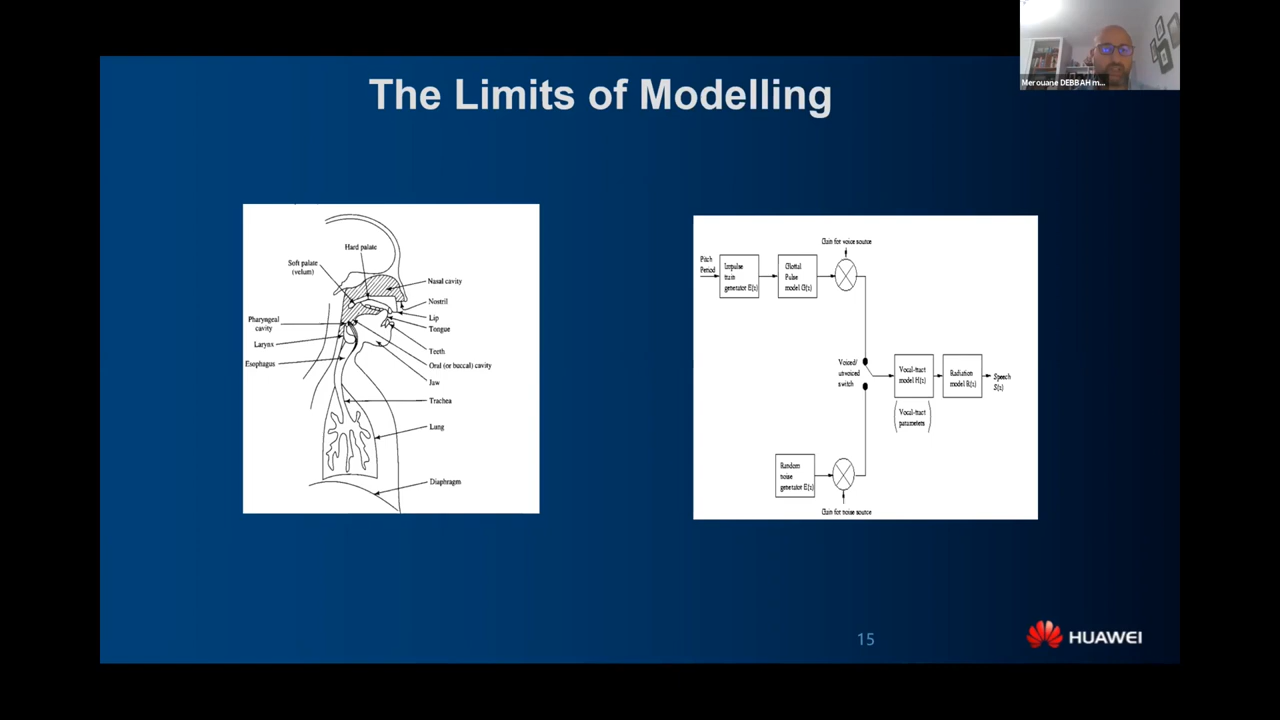 Merouane DEBBAH m...
The Limits of Modelling
Hard palate
Soft palate
(velum)
Nasal cavity
Nostril
Lip
Pharyngeal
cavity
Tongue
Larynx
Teeth
Esophagus
Oral (or buccal) cavity
Jaw
Trachea
Lung
Diaphragm
Gain for voice source
Pitch
Period
Impulse
train
generator E(z)
Glottal
Pulse
model G(z)
Voiced/
unvoiced
switch
Vocal-tract
model H(z)
Radiation
model R(z)
Speech
S(z)
Vocal-tract
parameters
Random
noise
generator E(z)
Gain for noise source
15
HUAWEI